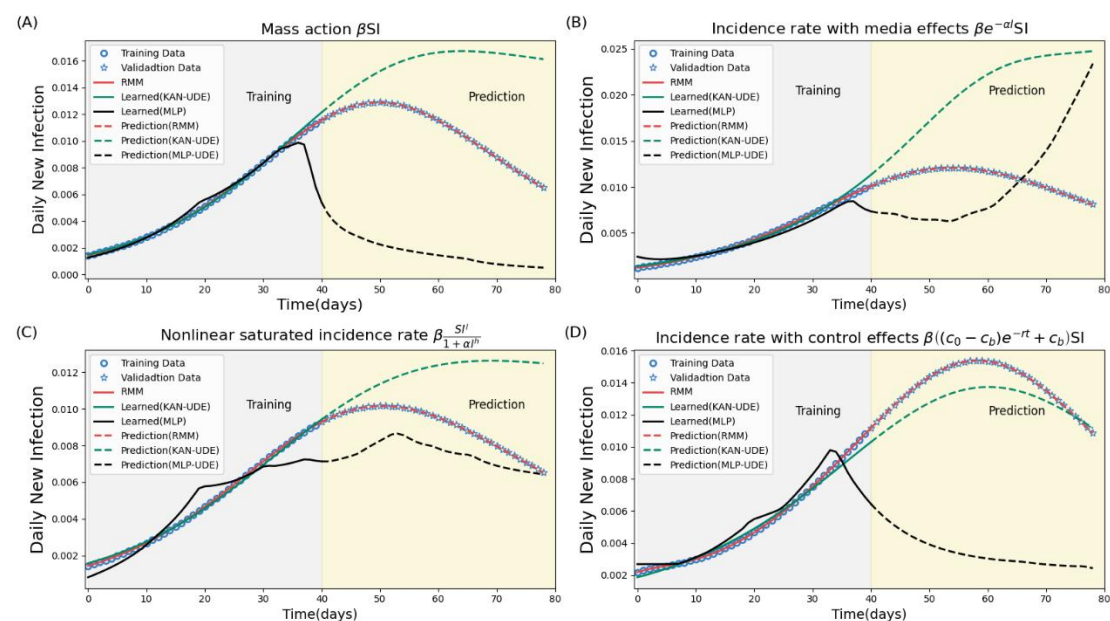 (A)
Mass action βSI
Daily New Infection
0.016
0.014
0.012
0.010
0.008
0.006
0.004
0.002
0.000
Training Data
Validadtion Data
RMM
Learned(KAN-UDE)
Learned(MLP)
Prediction(RMM)
Prediction(KAN-UDE)
Prediction(MLP-UDE)
Training
Prediction
0 10 20 30 40 50 60 70 80
Time(days)
(B)
Incidence rate with media effects βe^{-αI}SI
Daily New Infection
0.025
0.020
0.015
0.010
0.005
Training Data
Validadtion Data
RMM
Learned(KAN-UDE)
Learned(MLP)
Prediction(RMM)
Prediction(KAN-UDE)
Prediction(MLP-UDE)
Training
Prediction
0 10 20 30 40 50 60 70 80
Time(days)
(C)
Nonlinear saturated incidence rate β\frac{SI^l}{1+αI^h}
Daily New Infection
0.012
0.010
0.008
0.006
0.004
0.002
Training Data
Validadtion Data
RMM
Learned(KAN-UDE)
Learned(MLP)
Prediction(RMM)
Prediction(KAN-UDE)
Prediction(MLP-UDE)
Training
Prediction
0 10 20 30 40 50 60 70 80
Time(days)
(D)
Incidence rate with control effects β((c_0 − c_b)e^{-rt} + c_b)SI
Daily New Infection
0.016
0.014
0.012
0.010
0.008
0.006
0.004
0.002
Training Data
Validadtion Data
RMM
Learned(KAN-UDE)
Learned(MLP)
Prediction(RMM)
Prediction(KAN-UDE)
Prediction(MLP-UDE)
Training
Prediction
0 10 20 30 40 50 60 70 80
Time(days)